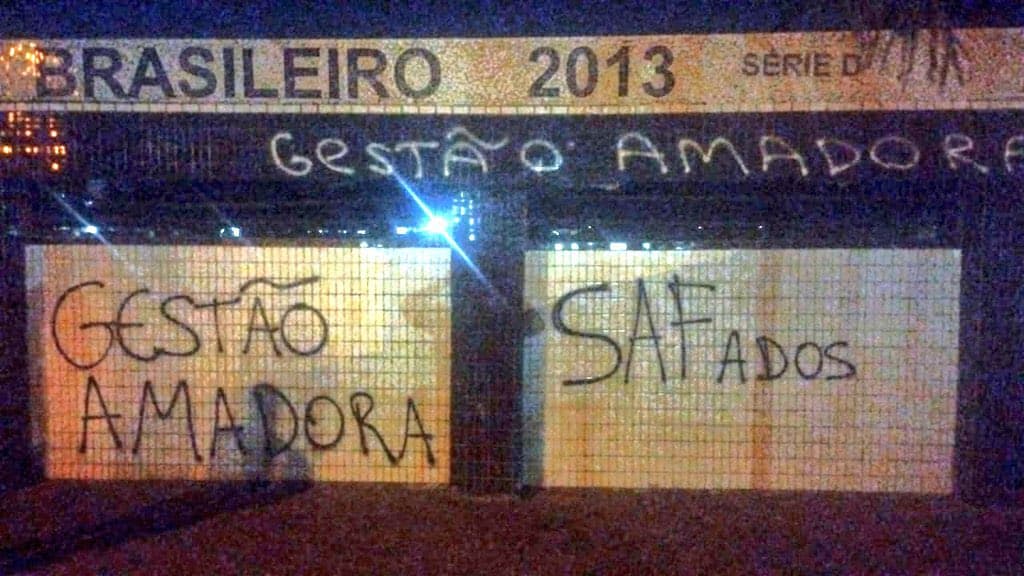 BRASILEIRO 2013 SÉRIE D
GESTÃO AMADORA
GESTÃO
AMADORA
SAFADOS